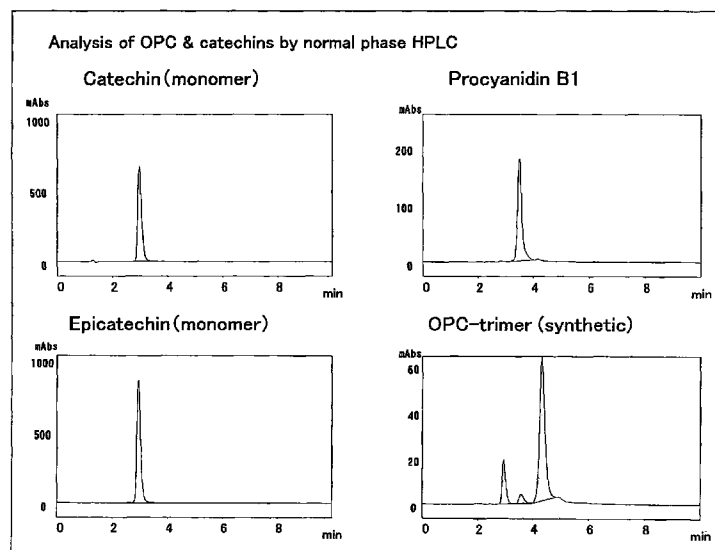 Analysis of OPC & catechins by normal phase HPLC
Catechin (monomer)
mAbs
1000
500
0
0 2 4 6 8
min
Procyanidin B1
mAbs
200
100
0
0 2 4 6 8
min
Epicatechin (monomer)
mAbs
1000
500
0
0 2 4 6 8
min
OPC-trimer (synthetic)
mAbs
60
40
20
0
0 2 4 6 8
min